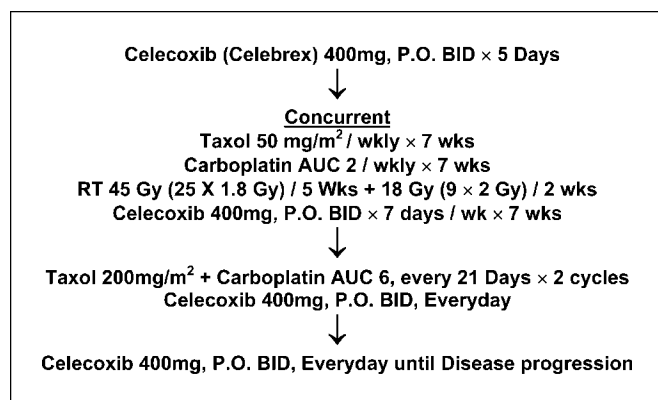 Celecoxib (Celebrex) 400mg, P.O. BID × 5 Days
Concurrent
Taxol 50 mg/m² / wkly × 7 wks
Carboplatin AUC 2 / wkly × 7 wks
RT 45 Gy (25 X 1.8 Gy) / 5 Wks + 18 Gy (9 × 2 Gy) / 2 wks
Celecoxib 400mg, P.O. BID × 7 days / wk × 7 wks
Taxol 200mg/m² + Carboplatin AUC 6, every 21 Days × 2 cycles
Celecoxib 400mg, P.O. BID, Everyday
Celecoxib 400mg, P.O. BID, Everyday until Disease progression